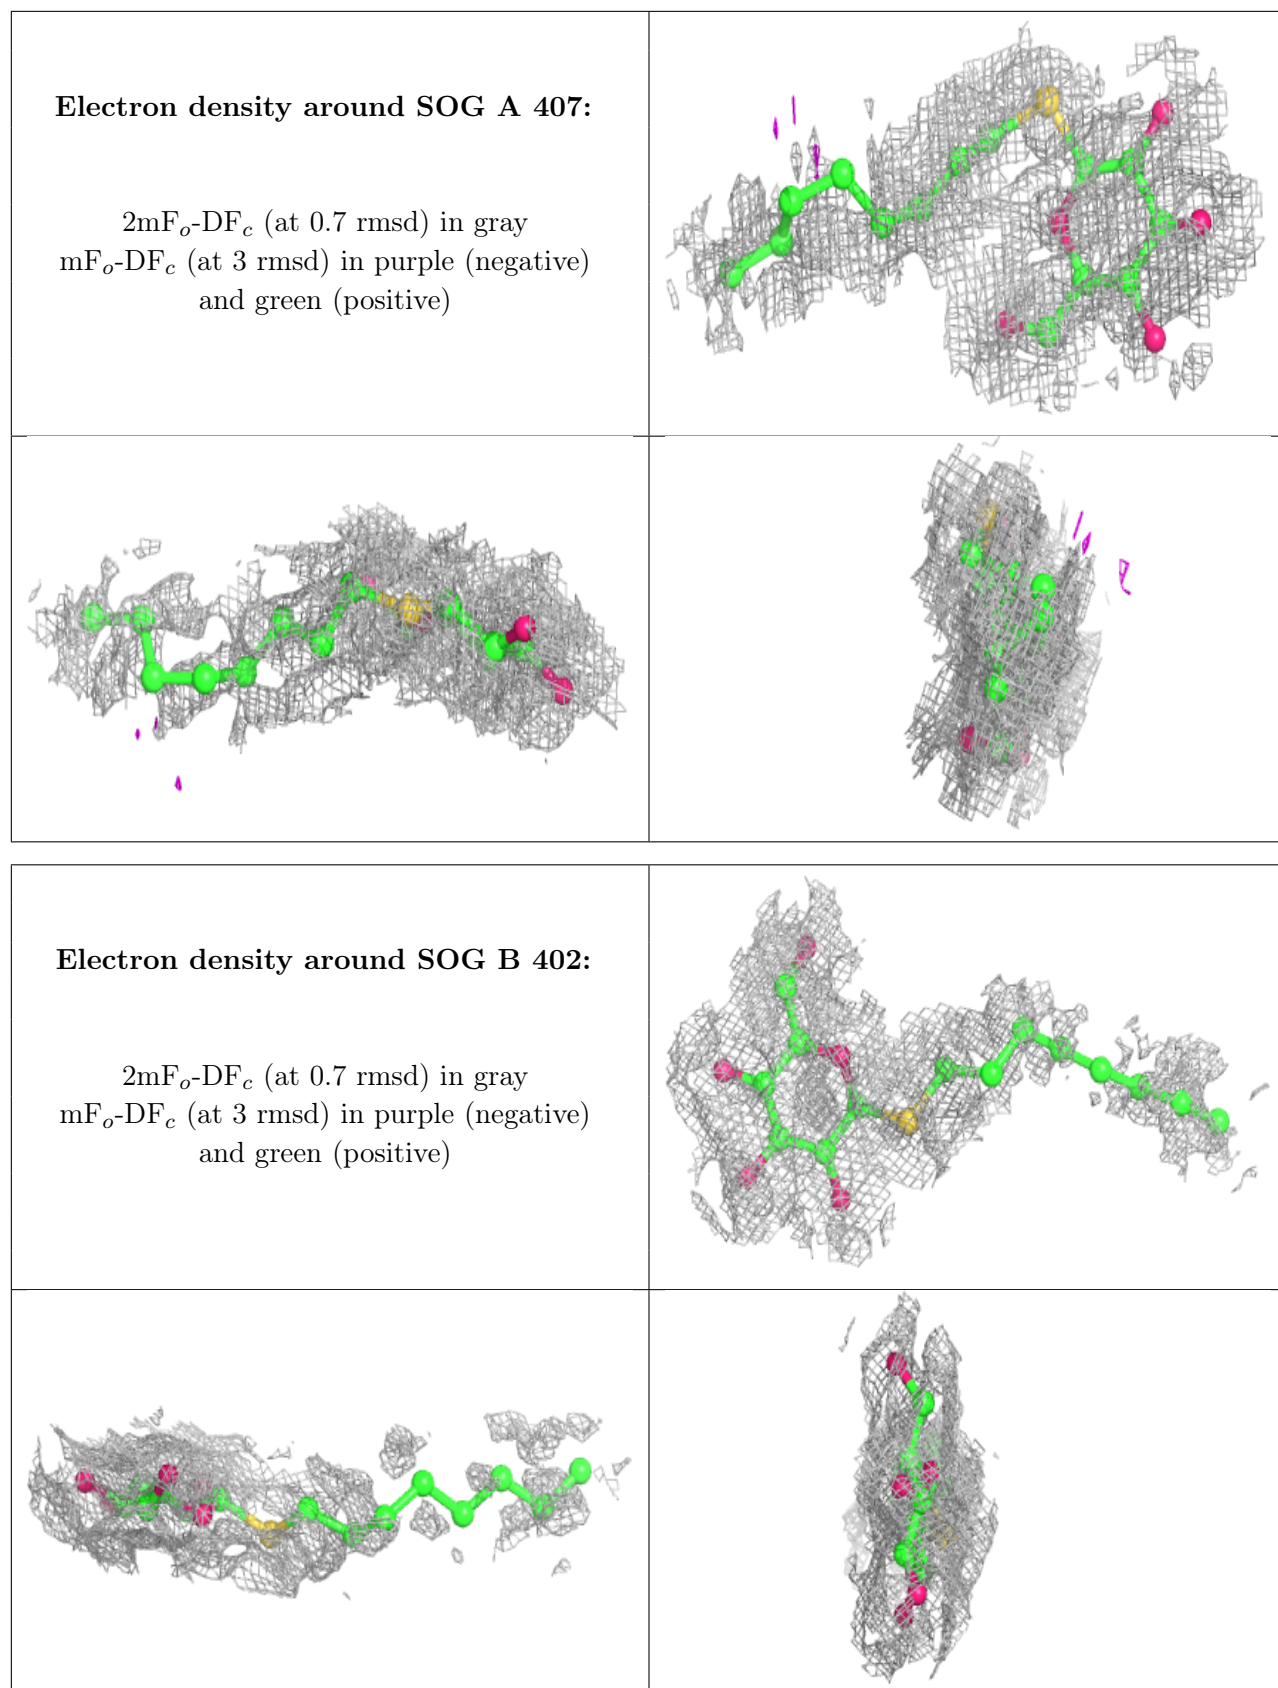 Electron density around SOG A 407:
2mFo-DFc (at 0.7 rmsd) in gray
mFo-DFc (at 3 rmsd) in purple (negative)
and green (positive)
Electron density around SOG B 402:
2mFo-DFc (at 0.7 rmsd) in gray
mFo-DFc (at 3 rmsd) in purple (negative)
and green (positive)